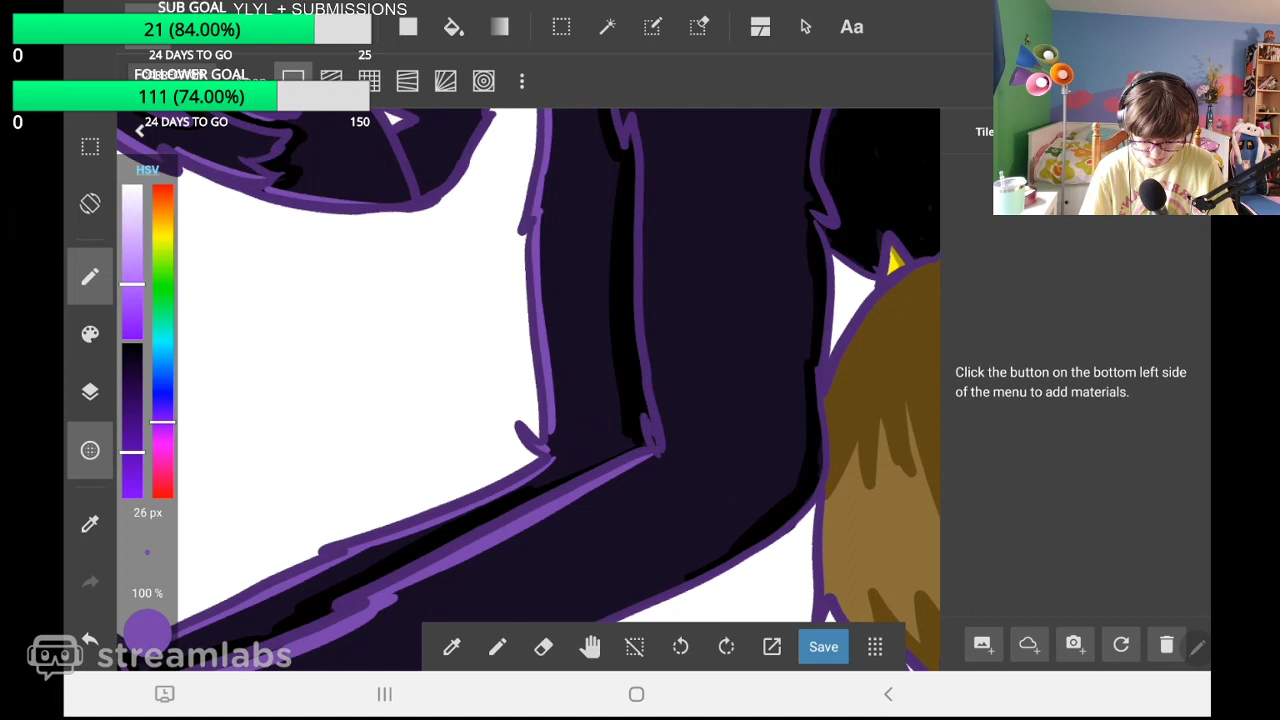 SUB GOAL
YLYL + SUBMISSIONS
21 (84.00%)
0
24 DAYS TO GO
25
FOLLOWER GOAL
111 (74.00%)
0
24 DAYS TO GO
150
Aa
HSV
26 px
100 %
Tile
Click the button on the bottom left side
of the menu to add materials.
Save
streamlabs